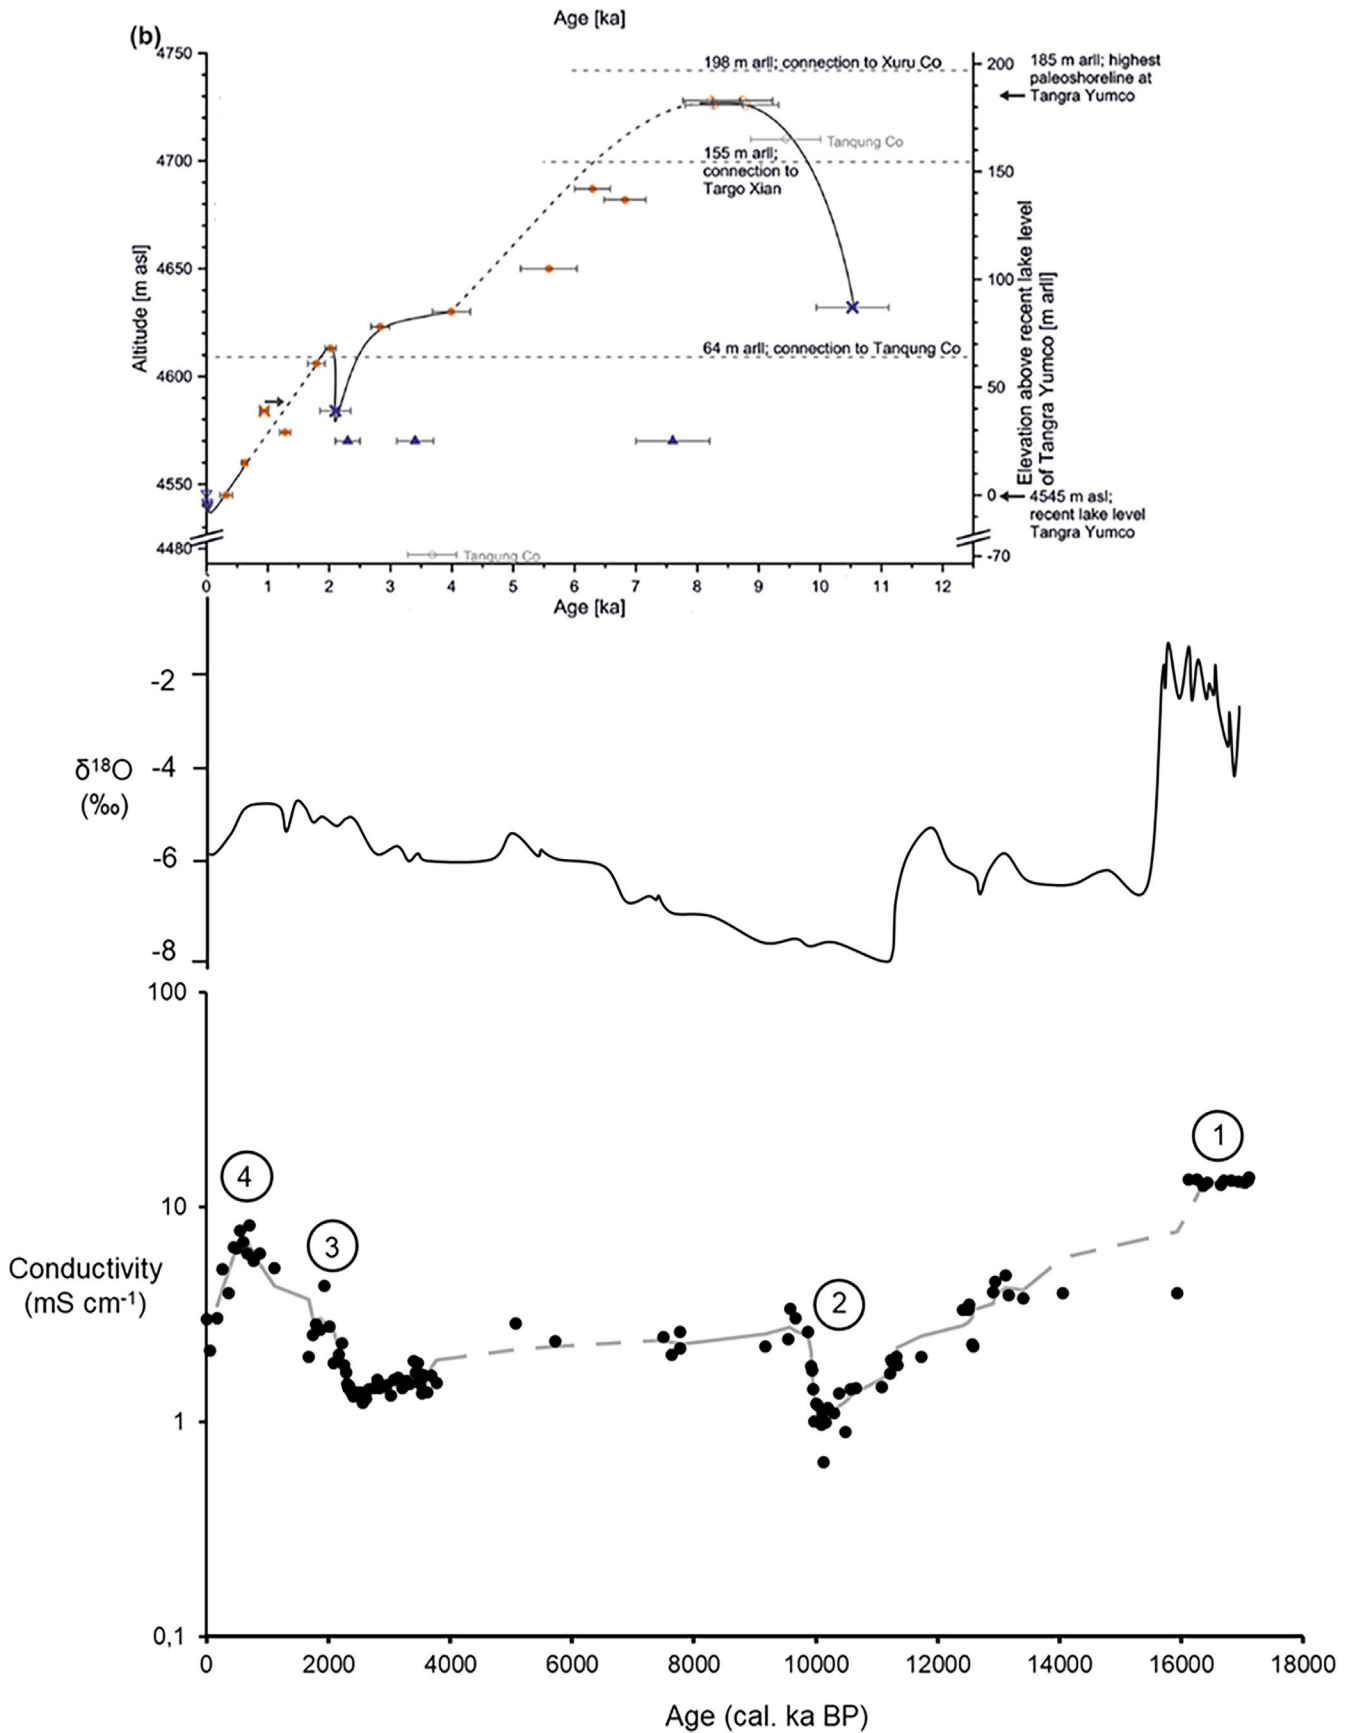 Age [ka]
(b)
4750
4700
4650
4600
4550
4480
Altitude [m asl]
198 m arll; connection to Xuru Co
Tanqung Co
155 m arll;
connection to
Targo Xian
64 m arll; connection to Tanqung Co
Tanqung Co
200
150
100
50
0
-70
185 m arll; highest
paleoshoreline at
Tangra Yumco
Elevation above recent lake level
of Tangra Yumco [m arll]
4545 m asl;
recent lake level
Tangra Yumco
0 1 2 3 4 5 6 7 8 9 10 11 12
Age [ka]
-2
-4
-6
-8
δ¹⁸O
(‰)
100
10
1
0,1
Conductivity
(mS cm⁻¹)
4
3
2
1
0 2000 4000 6000 8000 10000 12000 14000 16000 18000
Age (cal. ka BP)